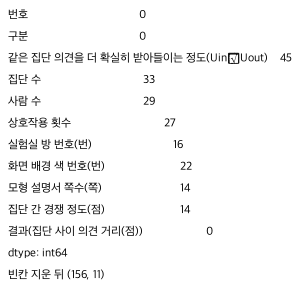 번호 0
구분 0
같은 집단 의견을 더 확실히 받아들이는 정도(Uin√Uout) 45
집단 수 33
사람 수 29
상호작용 횟수 27
실험실 방 번호(번) 16
화면 배경 색 번호(번) 22
모형 설명서 쪽수(쪽) 14
집단 간 경쟁 정도(점) 14
결과(집단 사이 의견 거리(점)) 0
dtype: int64
빈칸 지운 뒤 (156, 11)